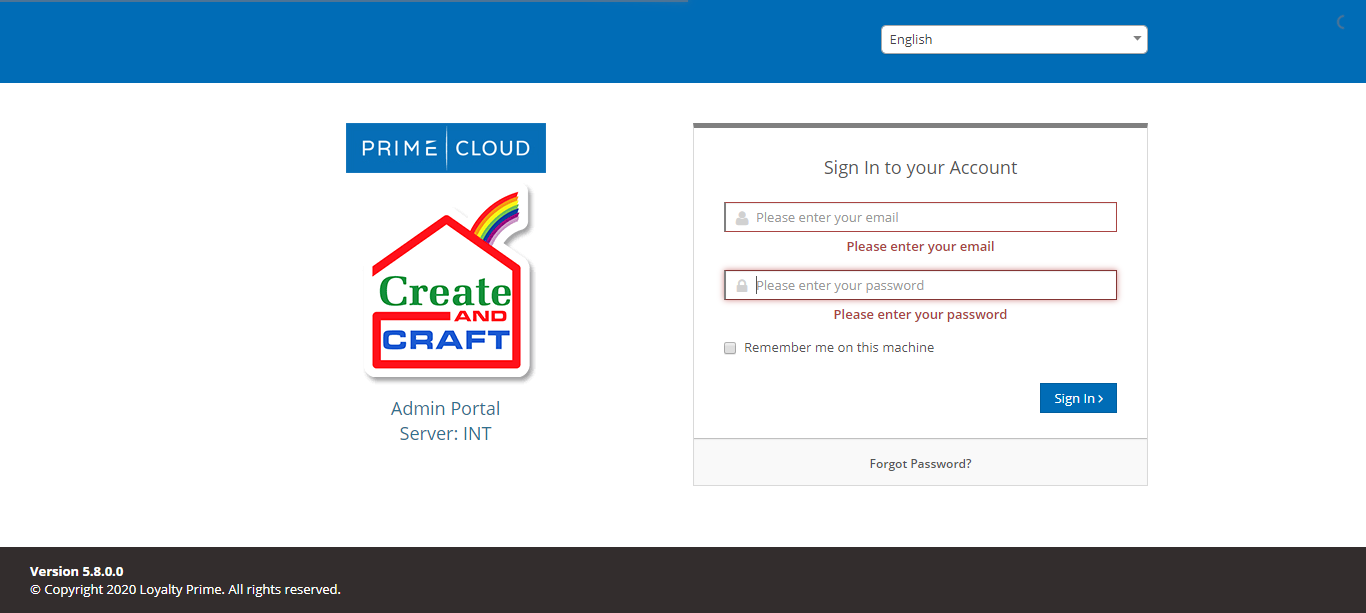 English
PRIME CLOUD
Create
AND
CRAFT
Admin Portal
Server: INT
Sign In to your Account
Please enter your email
Please enter your email
Please enter your password
Please enter your password
Remember me on this machine
Sign In ›
Forgot Password?
Version 5.8.0.0
© Copyright 2020 Loyalty Prime. All rights reserved.